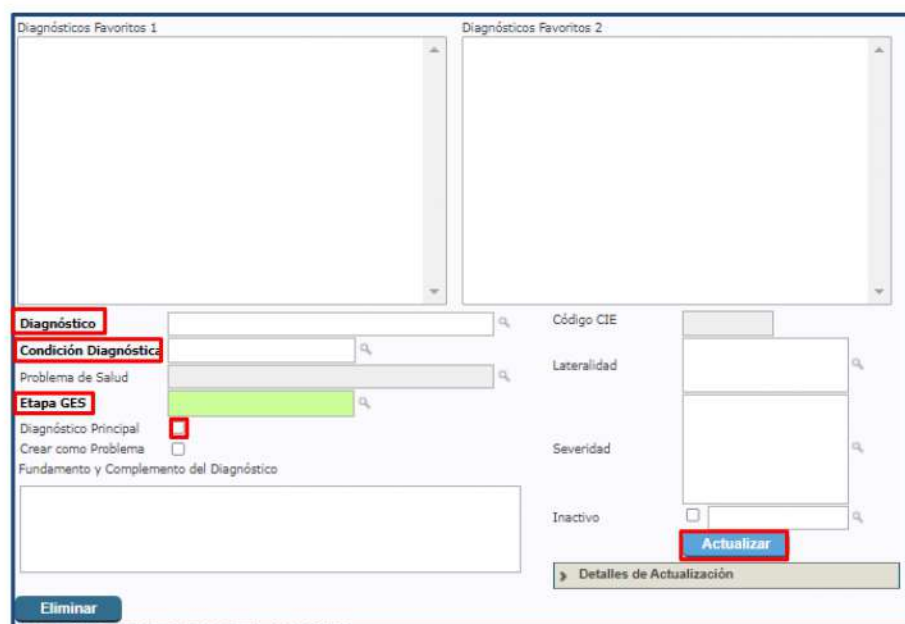 Diagnósticos Favoritos 1
Diagnósticos Favoritos 2
Diagnóstico
Código CIE
Condición Diagnóstica
Lateralidad
Problema de Salud
Etapa GES
Diagnóstico Principal
Crear como Problema
Severidad
Fundamento y Complemento del Diagnóstico
Inactivo
Actualizar
Detalles de Actualización
Eliminar